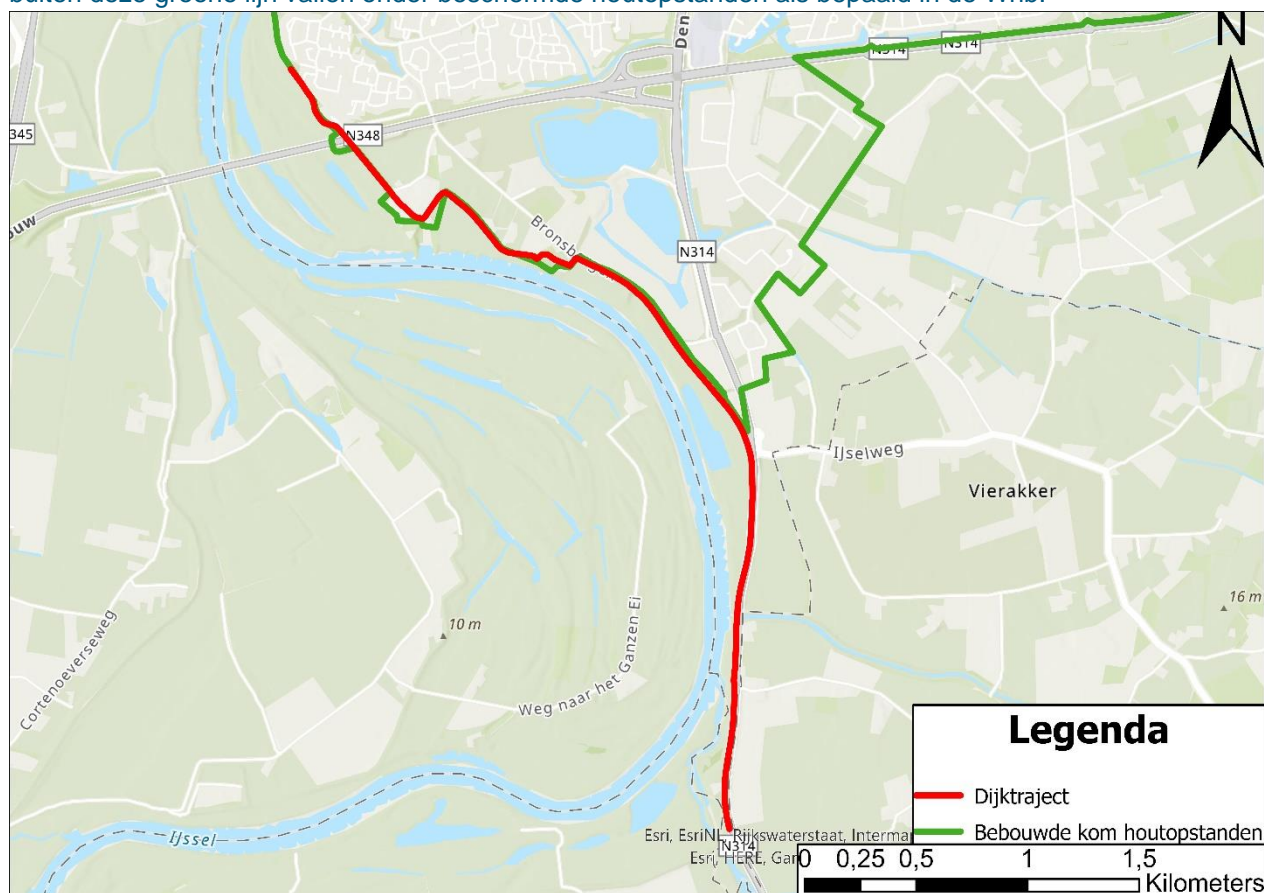 buiten deze groene lijn vallen onder beschermde houtopstanden als bepaald in de Wnb.
N
Den
N314
N314
N348
345
ouw
Bronsberg
N314
IJselweg
Vierakker
16 m
10 m
Cortenoeverseweg
Weg naar het Ganzen Ei
IJssel
Legenda
Dijktraject
Bebouwde kom houtopstanden
Esri, EsriNL, Rijkswaterstaat, Interma
N314
Esri, HERE, Gar
0 0,25 0,5 1 1,5
Kilometers